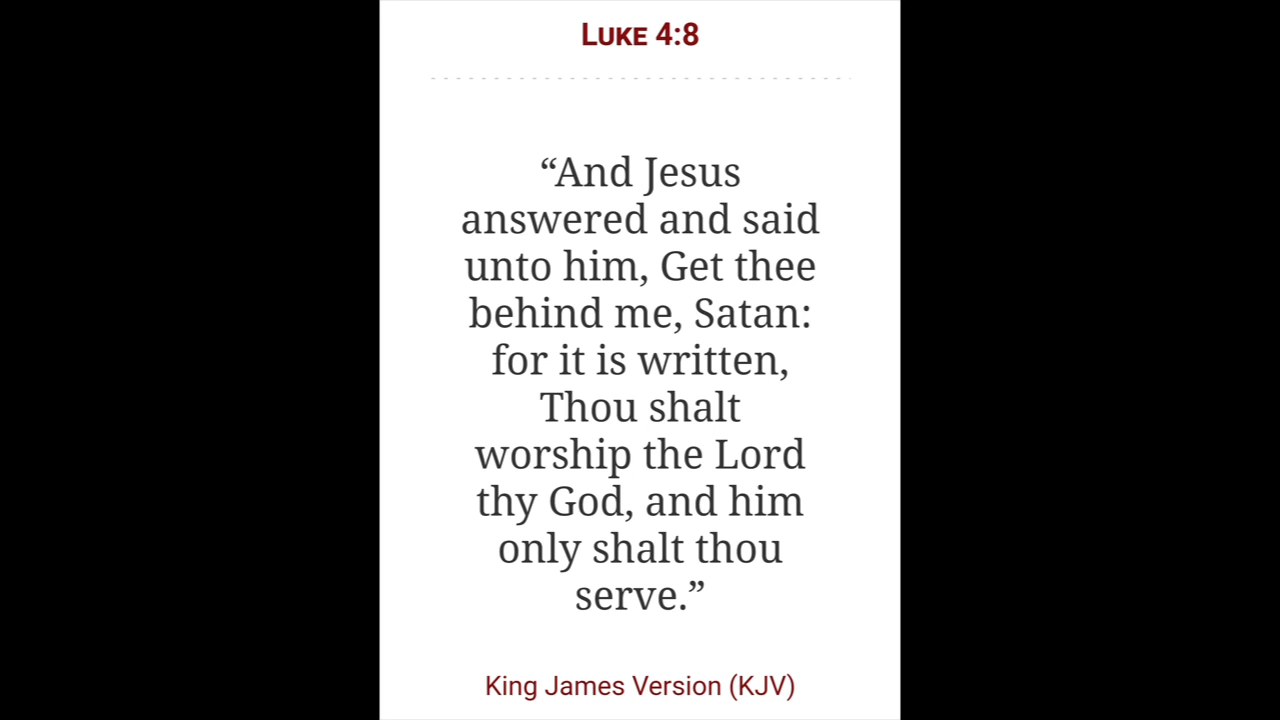 Luke 4:8
“And Jesus
answered and said
unto him, Get thee
behind me, Satan:
for it is written,
Thou shalt
worship the Lord
thy God, and him
only shalt thou
serve.”
King James Version (KJV)